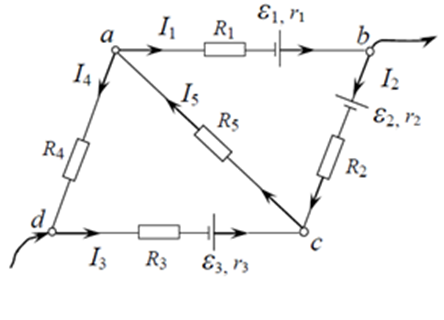 a I₁ R₁ ε₁, r₁ b
I₄ I₅ I₂
R₄ R₅ ε₂, r₂
R₂
d I₃ R₃ ε₃, r₃ c